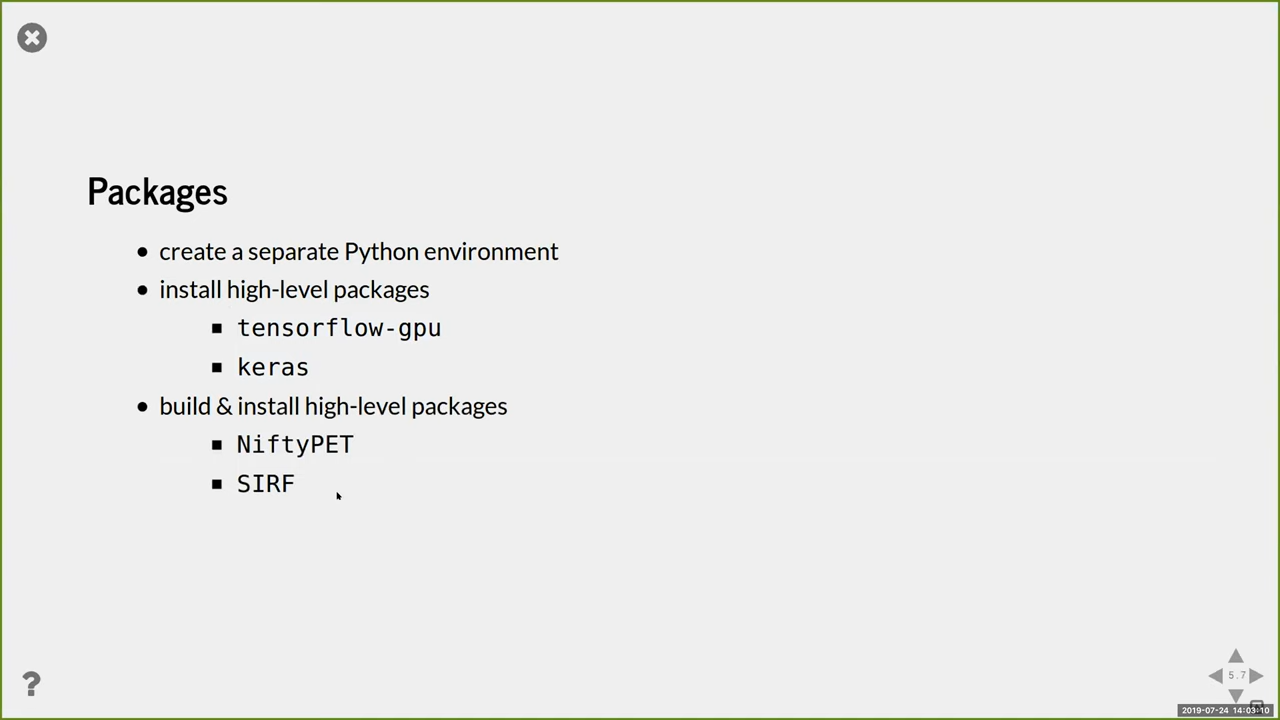 Packages
create a separate Python environment
install high-level packages
tensorflow-gpu
keras
build & install high-level packages
NiftyPET
SIRF
?
5.7
2019-07-24 14:03:10